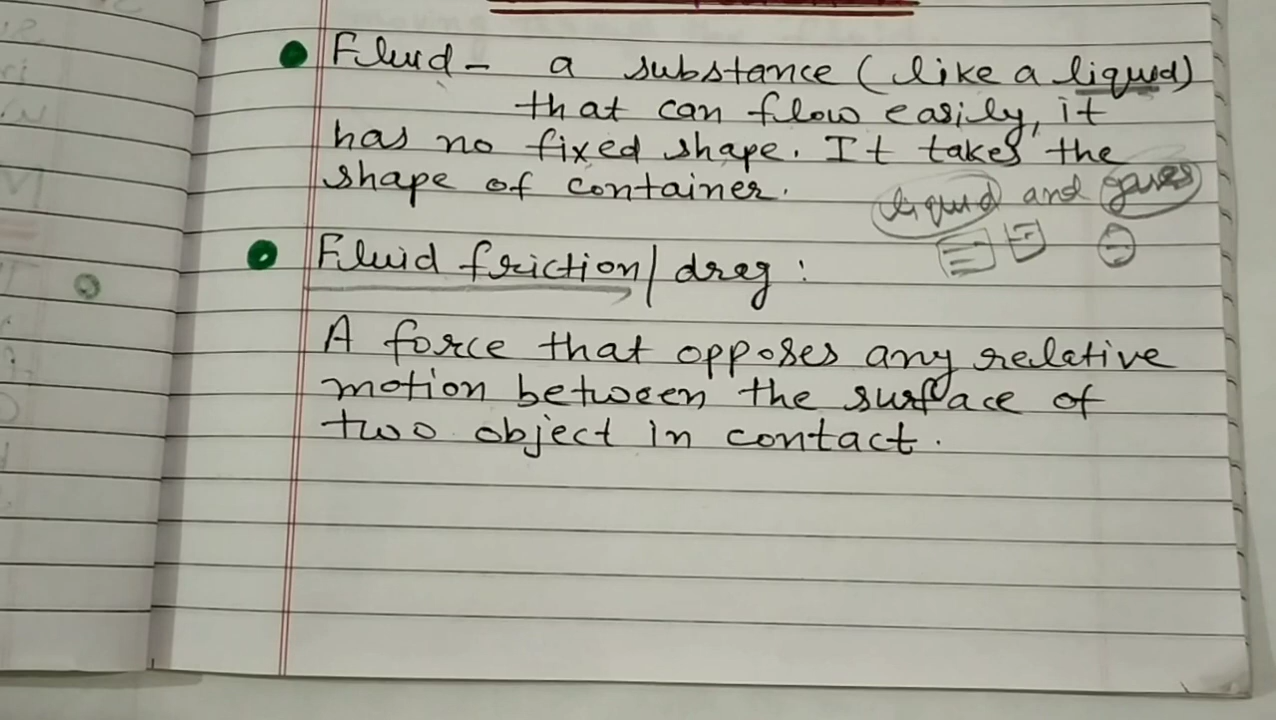 Fluid - a substance (like a liquid)
that can flow easily, it
has no fixed shape. It takes the
shape of container.
liquid and gases
Fluid friction/ drag :
A force that opposes any relative
motion between the surface of
two object in contact.